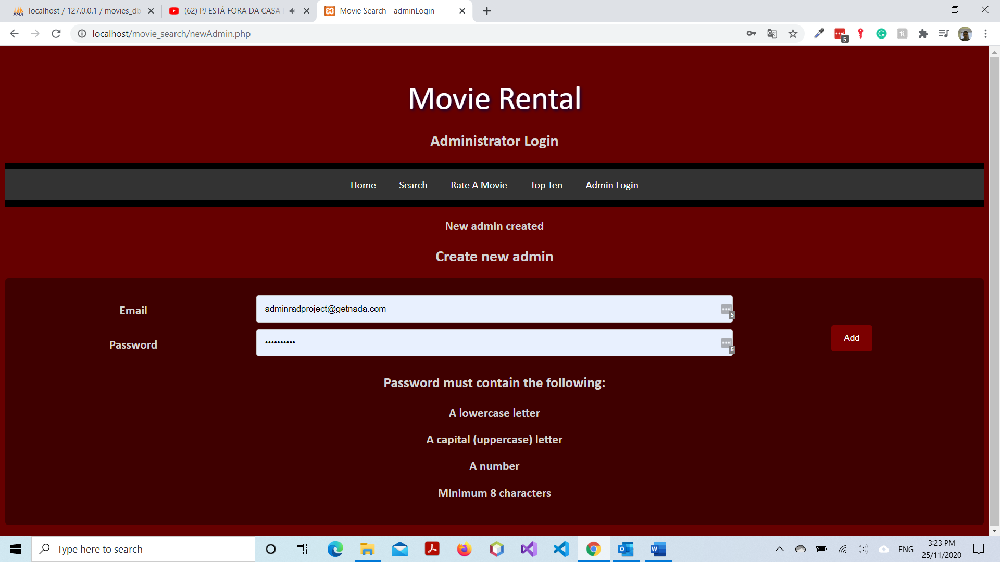 localhost / 127.0.0.1 / movies_db
(62) PJ ESTÁ FORA DA CASA
Movie Search - adminLogin
localhost/movie_search/newAdmin.php
5
Movie Rental
Administrator Login
Home Search Rate A Movie Top Ten Admin Login
New admin created
Create new admin
Email
adminradproject@getnada.com
5
Password
••••••••••
5
Add
Password must contain the following:
A lowercase letter
A capital (uppercase) letter
A number
Minimum 8 characters
Type here to search
ENG
3:23 PM
25/11/2020